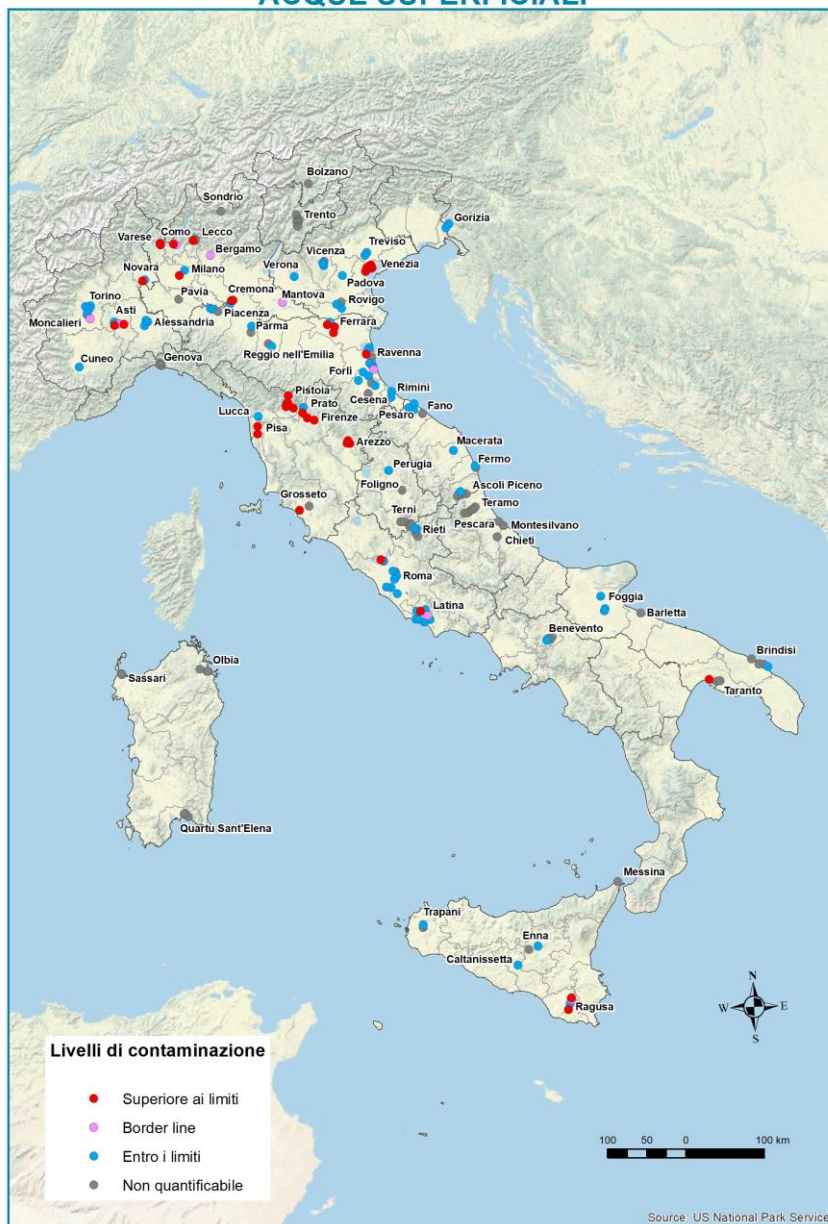 ACQUE SUPERFICIALI
Bolzano
Sondrio
Trento
Gorizia
Varese
Como
Lecco
Bergamo
Vicenza
Treviso
Venezia
Novara
Milano
Verona
Padova
Torino
Asti
Pavia
Cremona
Mantova
Rovigo
Moncalieri
Alessandria
Piacenza
Parma
Ferrara
Cuneo
Genova
Reggio nell'Emilia
Ravenna
Forlì
Pistoia
Cesena
Rimini
Lucca
Prato
Pesaro
Fano
Pisa
Firenze
Arezzo
Macerata
Perugia
Fermo
Foligno
Ascoli Piceno
Grosseto
Terni
Teramo
Rieti
Pescara
Montesilvano
Chieti
Roma
Latina
Foggia
Barletta
Benevento
Brindisi
Taranto
Olbia
Sassari
Quartu Sant'Elena
Messina
Trapani
Enna
Caltanissetta
Ragusa
N
W
E
S
Livelli di contaminazione
Superiore ai limiti
Border line
Entro i limiti
Non quantificabile
100 50 0 100 km
Source: US National Park Service